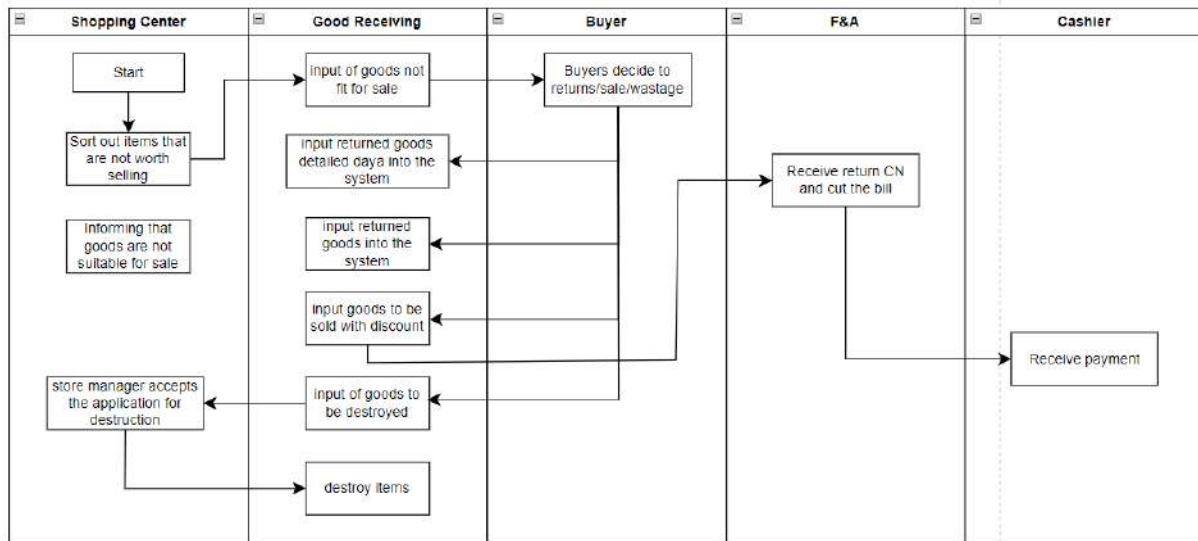 Shopping Center
Good Receiving
Buyer
F&A
Cashier
Start
input of goods not
fit for sale
Buyers decide to
returns/sale/wastage
Sort out items that
are not worth
selling
input returned goods
detailed daya into the
system
Receive return CN
and cut the bill
Informing that
goods are not
suitable for sale
input returned
goods into the
system
input goods to be
sold with discount
Receive payment
store manager accepts
the application for
destruction
input of goods to
be destroyed
destroy items